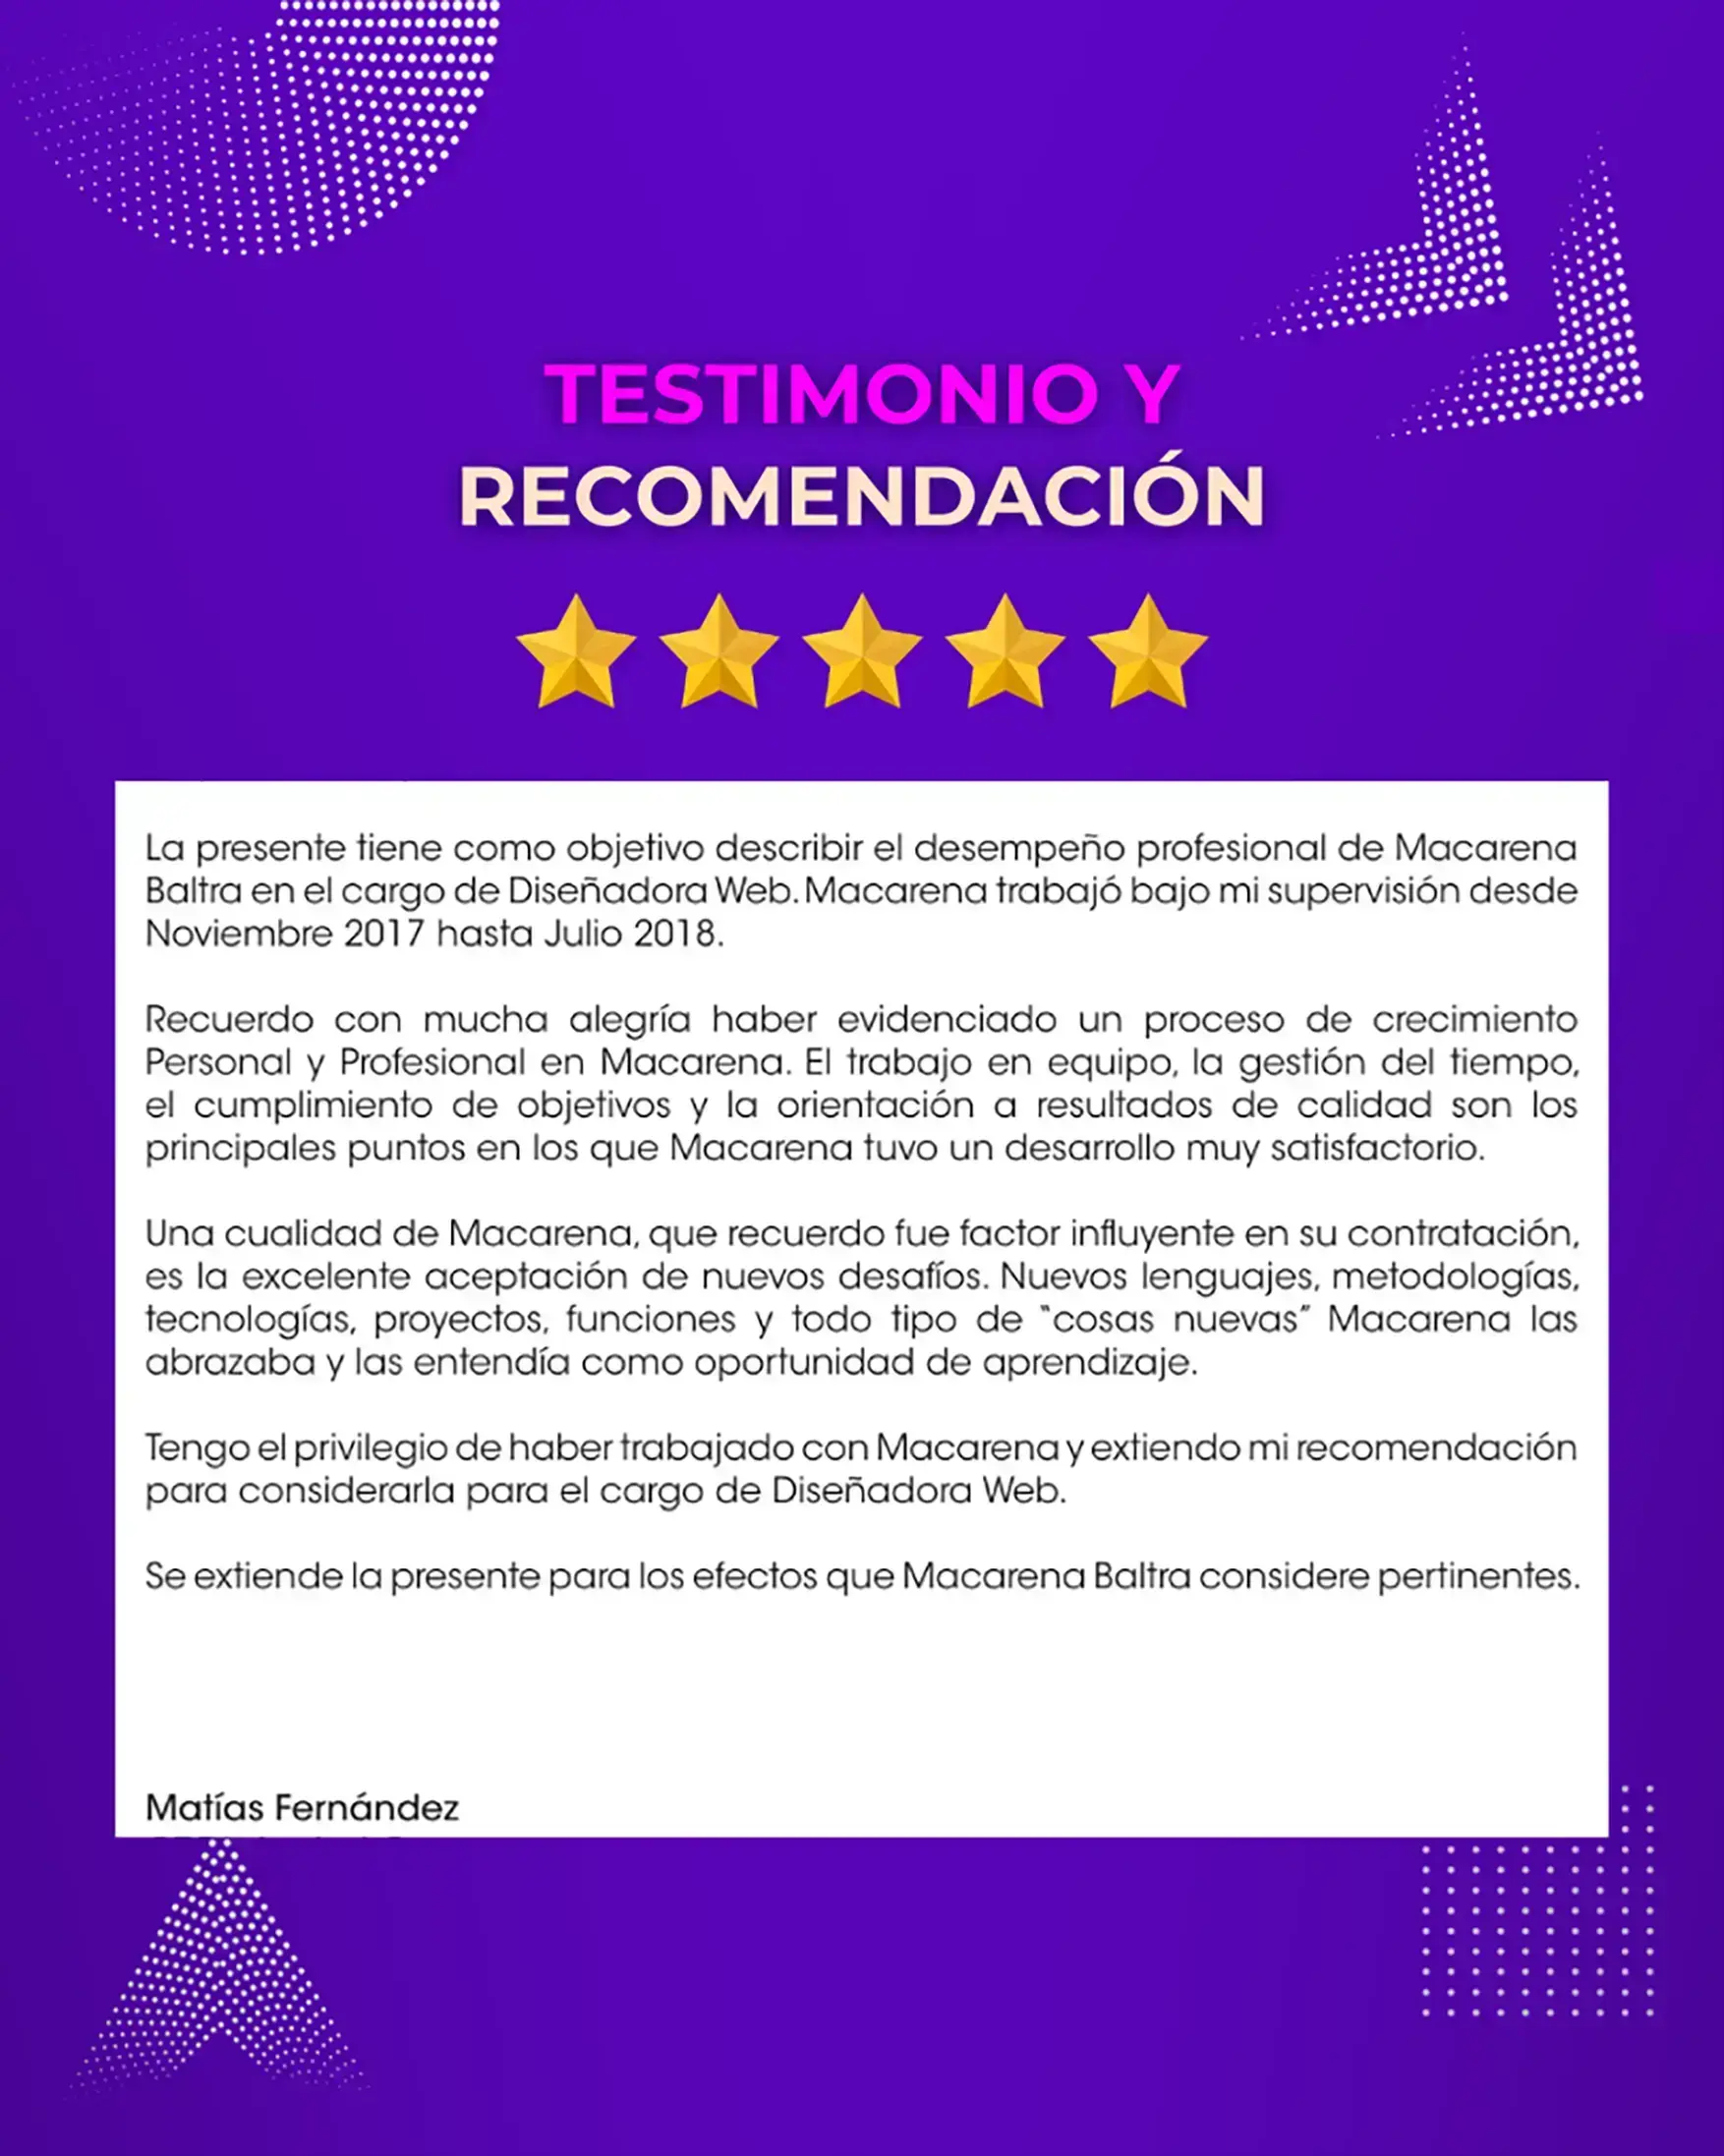 TESTIMONIO Y
RECOMENDACIÓN
La presente tiene como objetivo describir el desempeño profesional de Macarena
Baltra en el cargo de Diseñadora Web. Macarena trabajó bajo mi supervisión desde
Noviembre 2017 hasta Julio 2018.
Recuerdo con mucha alegría haber evidenciado un proceso de crecimiento
Personal y Profesional en Macarena. El trabajo en equipo, la gestión del tiempo,
el cumplimiento de objetivos y la orientación a resultados de calidad son los
principales puntos en los que Macarena tuvo un desarrollo muy satisfactorio.
Una cualidad de Macarena, que recuerdo fue factor influyente en su contratación,
es la excelente aceptación de nuevos desafíos. Nuevos lenguajes, metodologías,
tecnologías, proyectos, funciones y todo tipo de “cosas nuevas” Macarena las
abrazaba y las entendía como oportunidad de aprendizaje.
Tengo el privilegio de haber trabajado con Macarena y extiendo mi recomendación
para considerarla para el cargo de Diseñadora Web.
Se extiende la presente para los efectos que Macarena Baltra considere pertinentes.
Matías Fernández